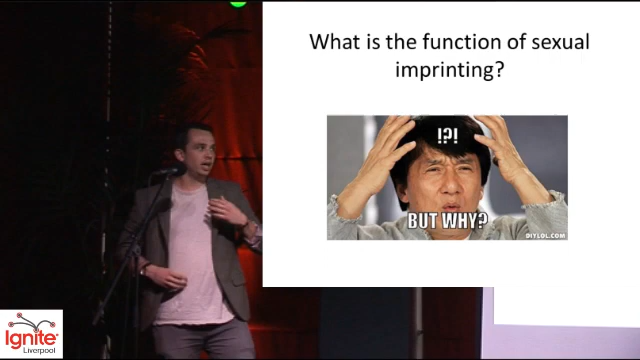 What is the function of sexual
imprinting?
!?!
BUT WHY?
DIYLOL.COM
Ignite
Liverpool